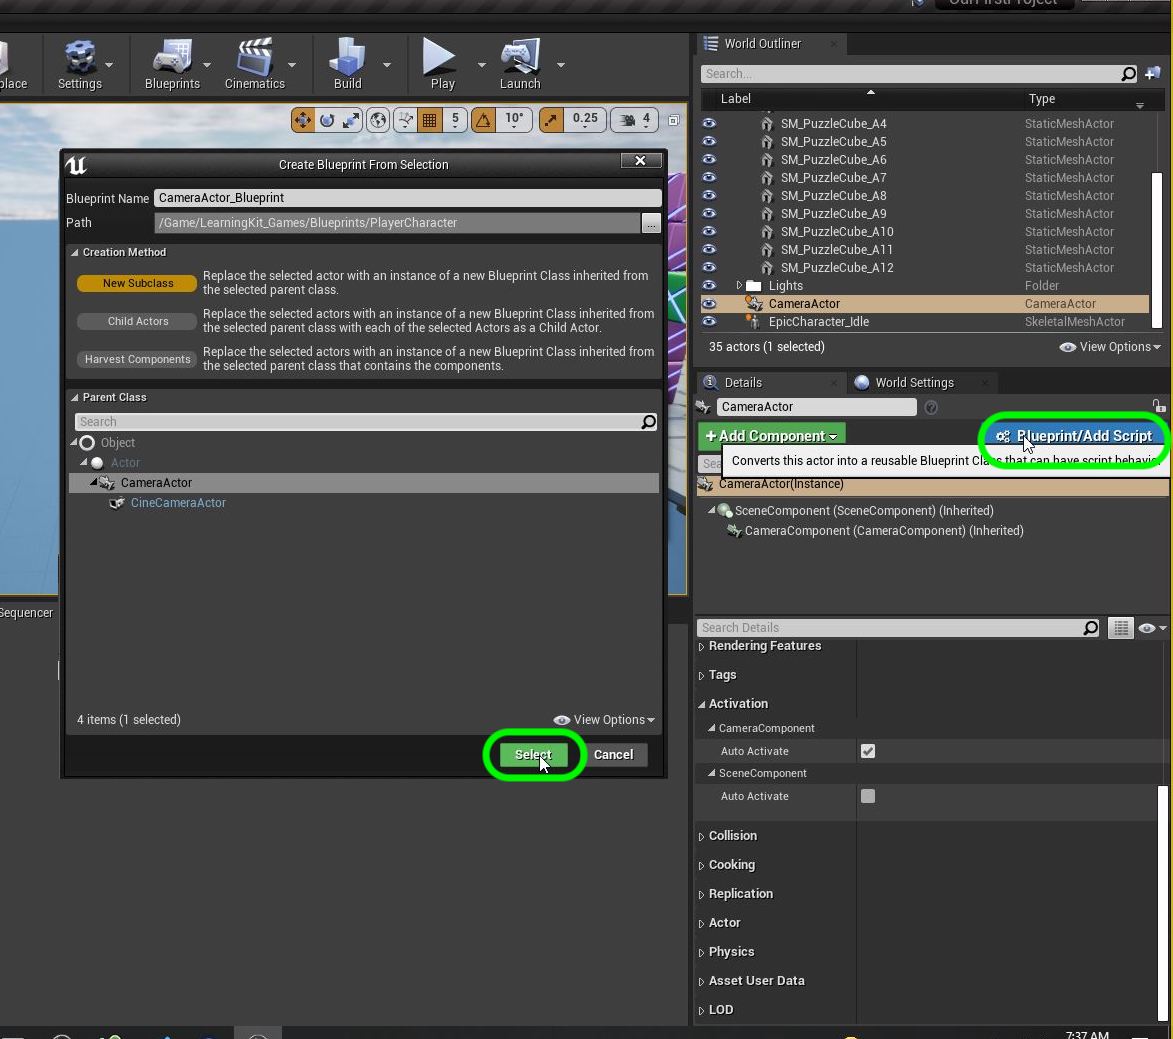 OurFirstProject
place
Settings
Blueprints
Cinematics
Build
Play
Launch
5
10°
0.25
4
Create Blueprint From Selection
Blueprint Name
CameraActor_Blueprint
Path
/Game/LearningKit_Games/Blueprints/PlayerCharacter
...
Creation Method
New Subclass
Replace the selected actor with an instance of a new Blueprint Class inherited from
the selected parent class.
Child Actors
Replace the selected actors with an instance of a new Blueprint Class inherited from
the selected parent class with each of the selected Actors as a Child Actor.
Harvest Components
Replace the selected actors with an instance of a new Blueprint Class inherited from
the selected parent class that contains the components.
Parent Class
Search
Object
Actor
CameraActor
CineCameraActor
4 items (1 selected)
View Options
Select
Cancel
Sequencer
World Outliner
Search...
Label Type
SM_PuzzleCube_A4 StaticMeshActor
SM_PuzzleCube_A5 StaticMeshActor
SM_PuzzleCube_A6 StaticMeshActor
SM_PuzzleCube_A7 StaticMeshActor
SM_PuzzleCube_A8 StaticMeshActor
SM_PuzzleCube_A9 StaticMeshActor
SM_PuzzleCube_A10 StaticMeshActor
SM_PuzzleCube_A11 StaticMeshActor
SM_PuzzleCube_A12 StaticMeshActor
Lights Folder
CameraActor CameraActor
EpicCharacter_Idle SkeletalMeshActor
35 actors (1 selected)
View Options
Details
World Settings
CameraActor
+Add Component
Blueprint/Add Script
Sea
Converts this actor into a reusable Blueprint Class that can have script behavio
CameraActor(Instance)
SceneComponent (SceneComponent) (Inherited)
CameraComponent (CameraComponent) (Inherited)
Search Details
Rendering Features
Tags
Activation
CameraComponent
Auto Activate
SceneComponent
Auto Activate
Collision
Cooking
Replication
Actor
Physics
Asset User Data
LOD
7:37 AM